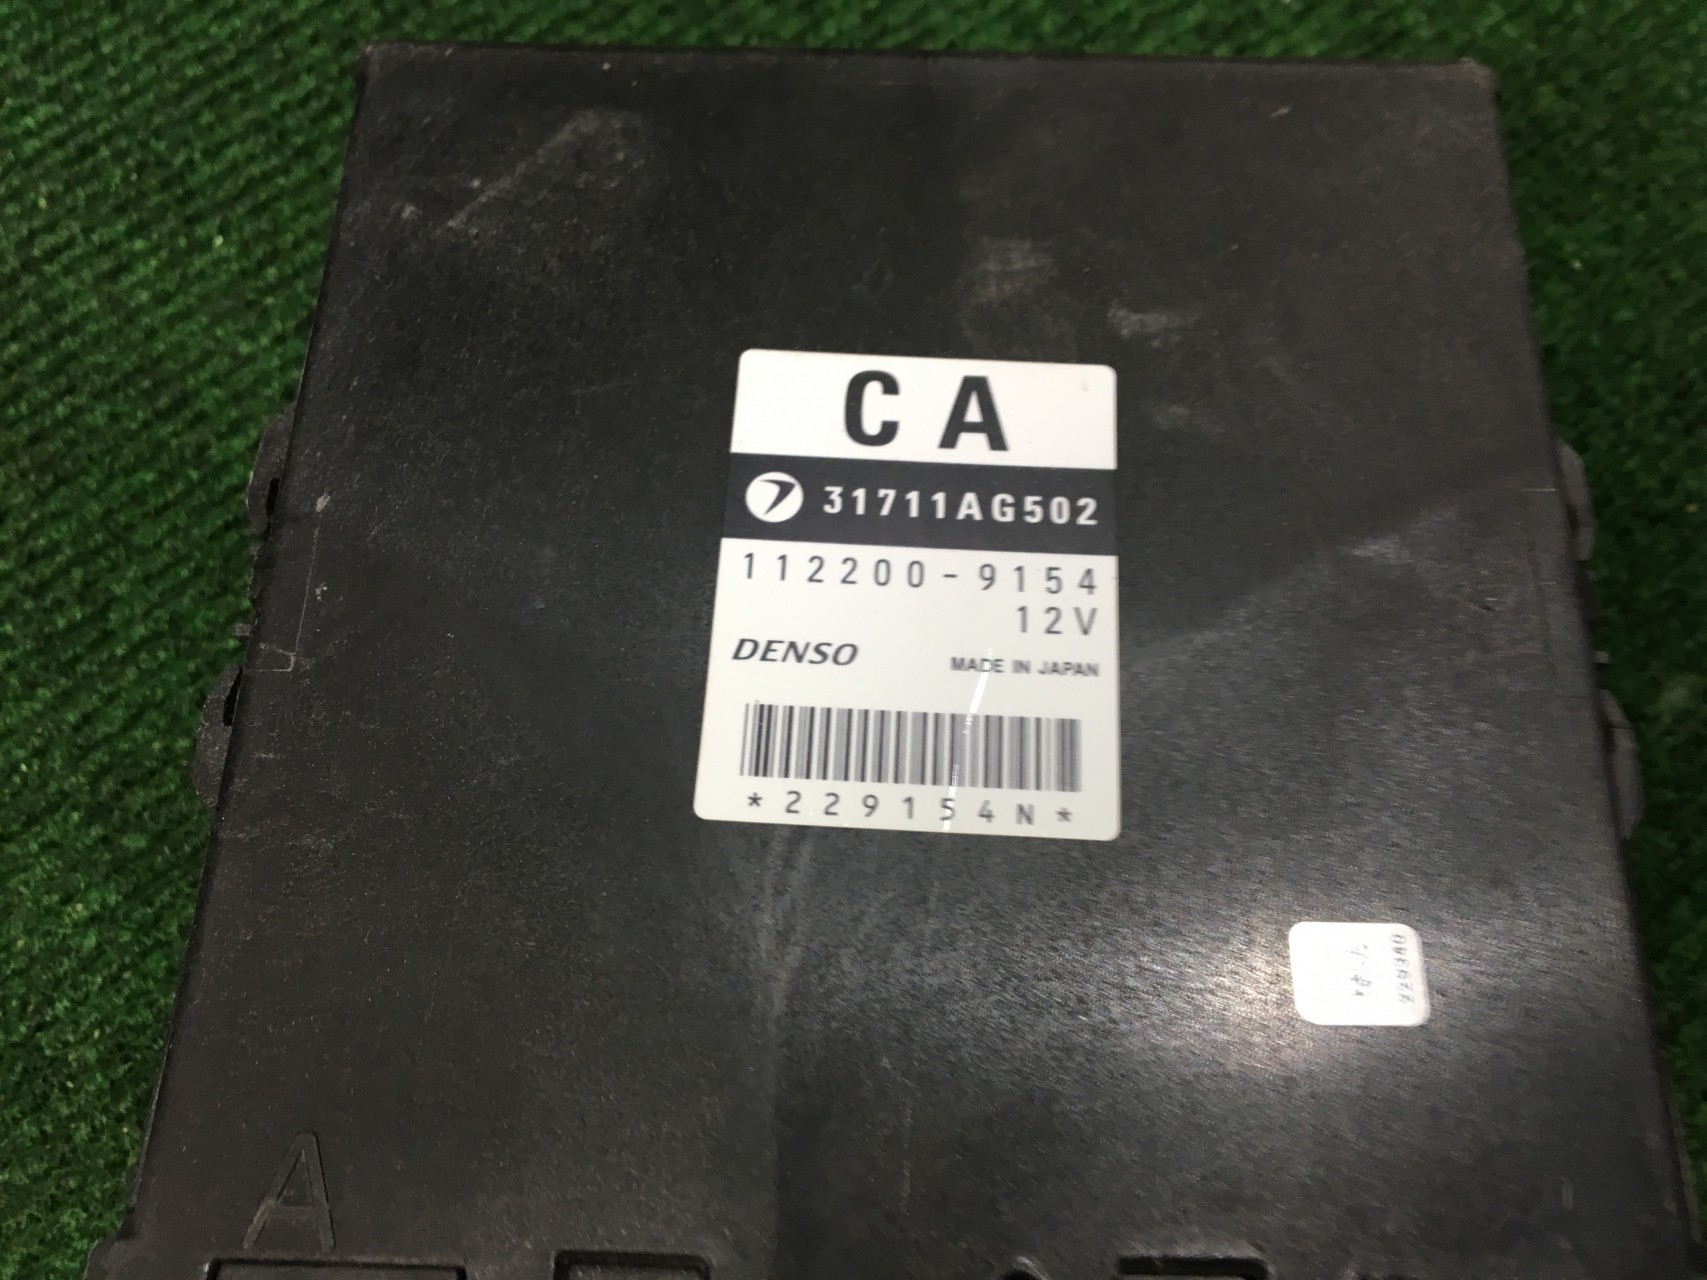 CA
31711AG502
112200-9154
12V
DENSO
MADE IN JAPAN
*229154N*
A